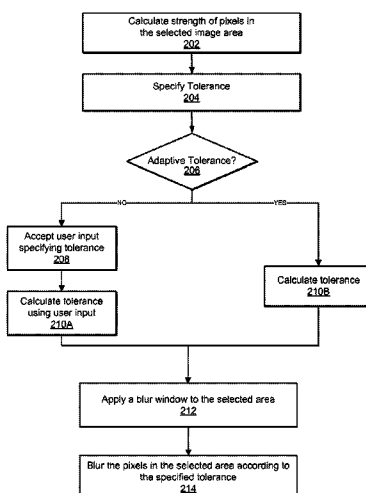 Calculate strength of pixels in
the selected image area
202
Specify Tolerance
204
Adaptive Tolerance?
206
NO
YES
Accept user input
specifying tolerance
208
Calculate tolerance
210B
Calculate tolerance
using user input
210A
Apply a blur window to the selected area
212
Blur the pixels in the selected area according to
the specified tolerance
214